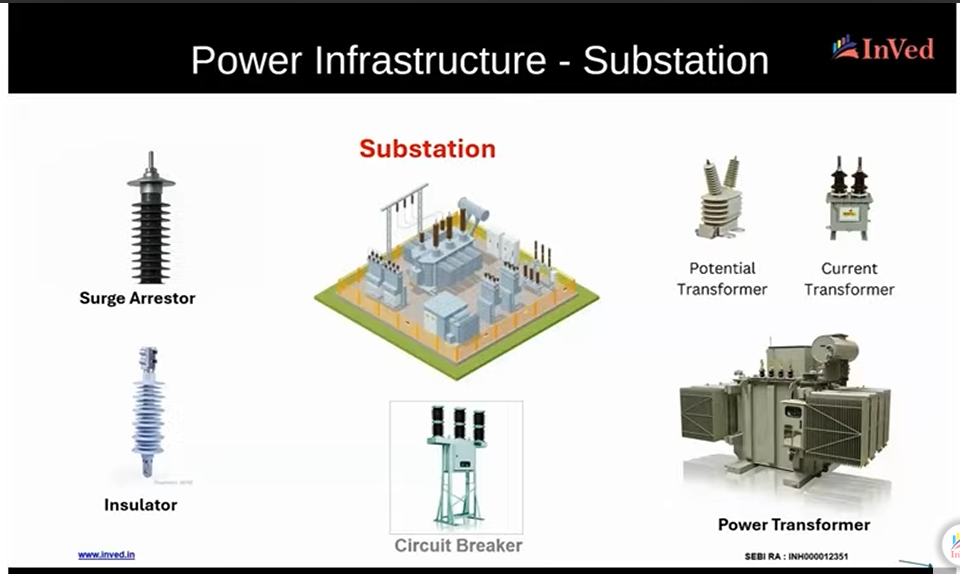 Power Infrastructure - Substation
InVed
Substation
Surge Arrestor
Potential
Transformer
Current
Transformer
Insulator
Circuit Breaker
Power Transformer
www.inved.in
SEBI RA : INH000012351